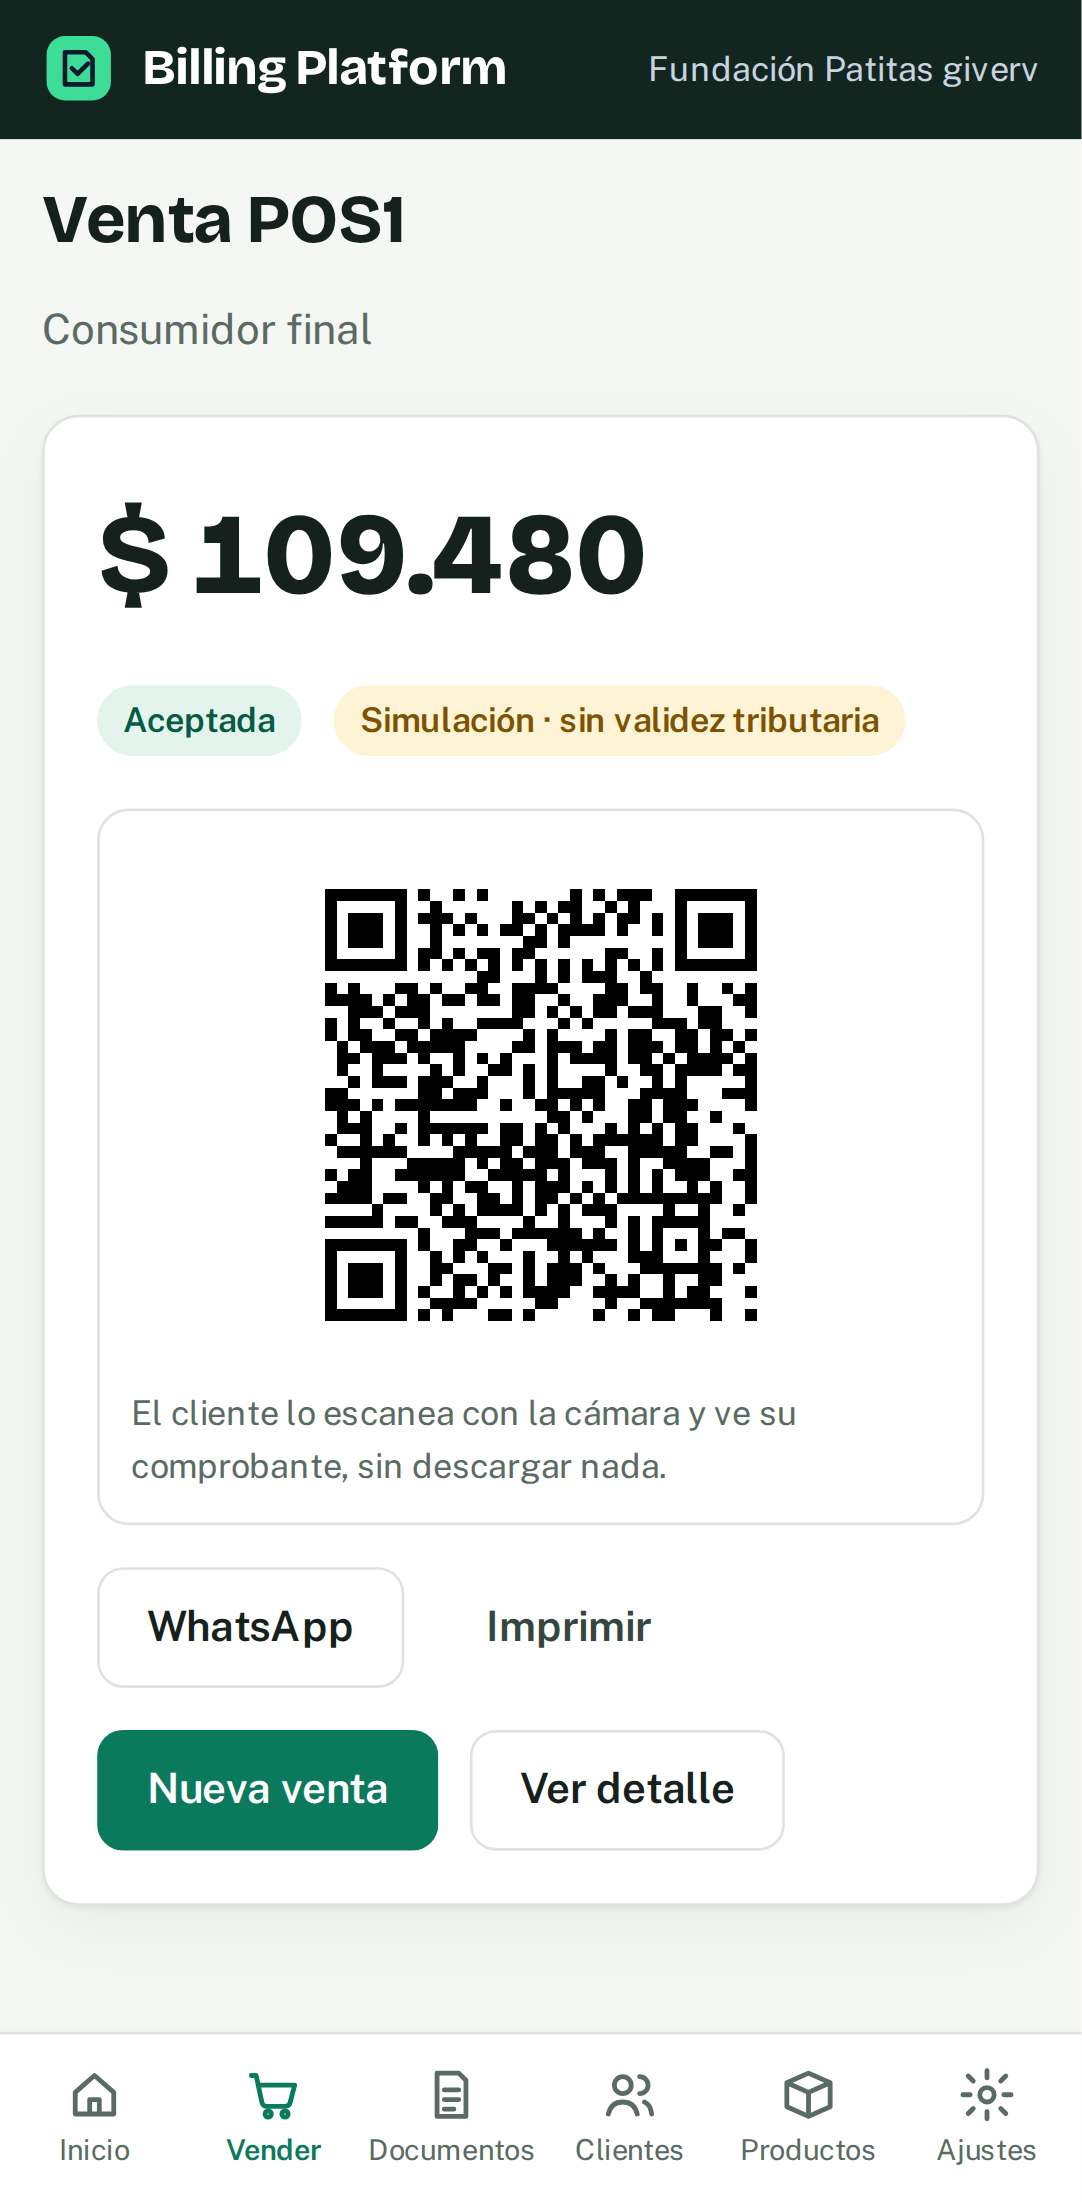 Billing Platform
Fundación Patitas giverv
Venta POS1
Consumidor final
$ 109.480
Aceptada
Simulación · sin validez tributaria
El cliente lo escanea con la cámara y ve su
comprobante, sin descargar nada.
WhatsApp
Imprimir
Nueva venta
Ver detalle
Inicio
Vender
Documentos
Clientes
Productos
Ajustes